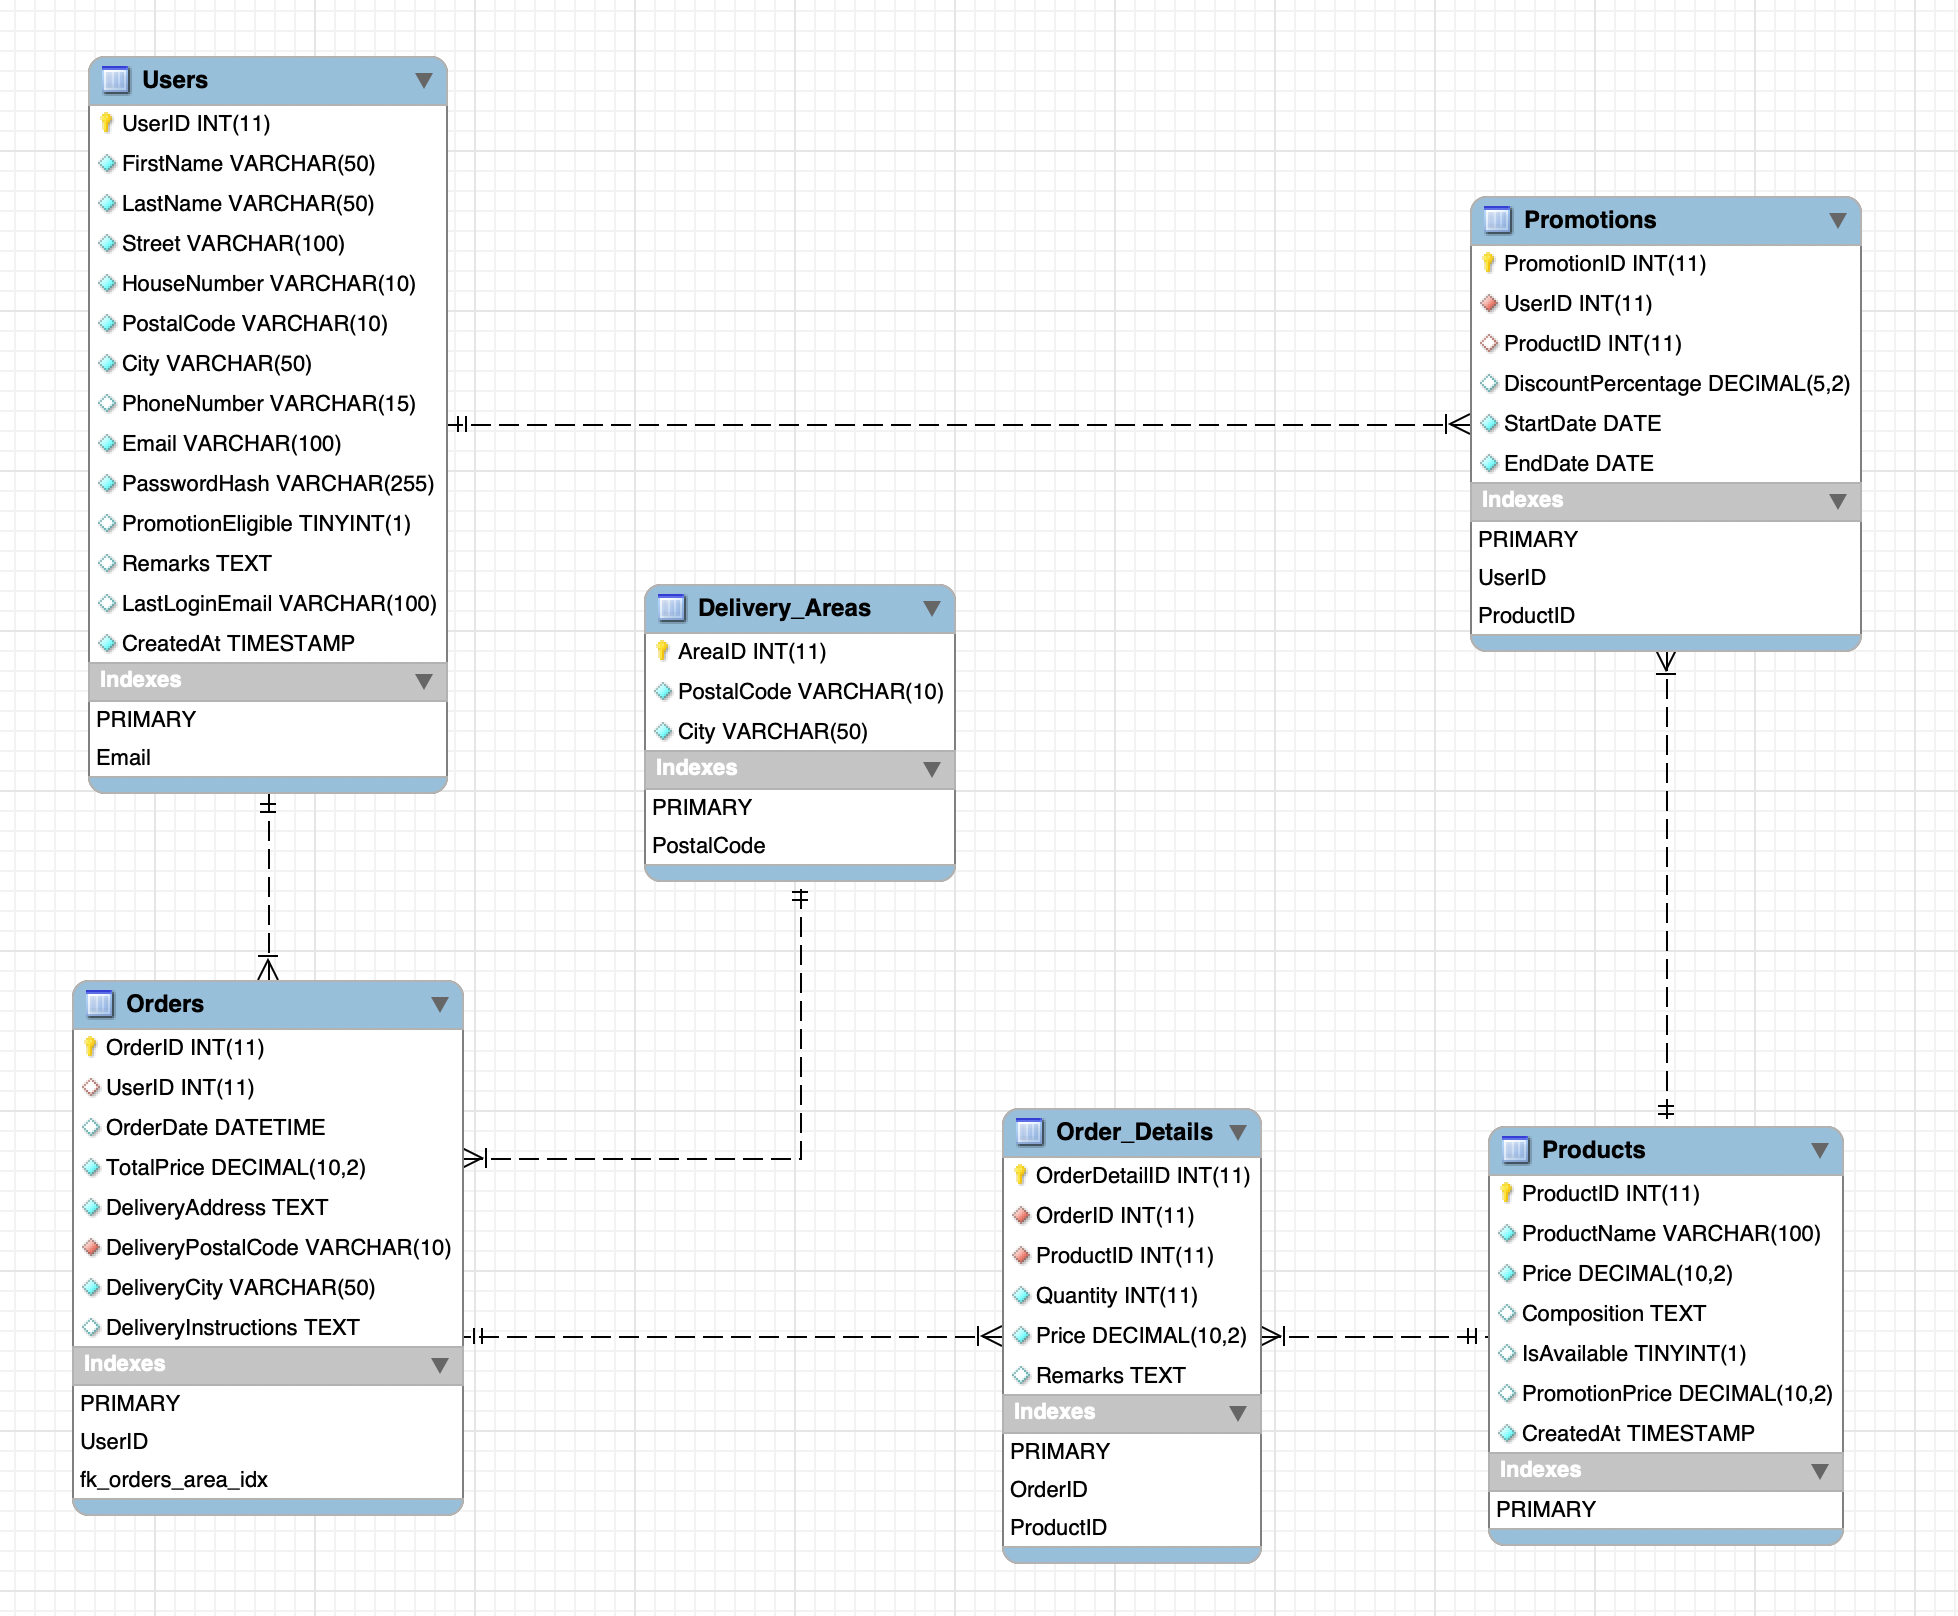 Users
UserID INT(11)
FirstName VARCHAR(50)
LastName VARCHAR(50)
Street VARCHAR(100)
HouseNumber VARCHAR(10)
PostalCode VARCHAR(10)
City VARCHAR(50)
PhoneNumber VARCHAR(15)
Email VARCHAR(100)
PasswordHash VARCHAR(255)
PromotionEligible TINYINT(1)
Remarks TEXT
LastLoginEmail VARCHAR(100)
CreatedAt TIMESTAMP
Indexes
PRIMARY
Email
Promotions
PromotionID INT(11)
UserID INT(11)
ProductID INT(11)
DiscountPercentage DECIMAL(5,2)
StartDate DATE
EndDate DATE
Indexes
PRIMARY
UserID
ProductID
Delivery_Areas
AreaID INT(11)
PostalCode VARCHAR(10)
City VARCHAR(50)
Indexes
PRIMARY
PostalCode
Orders
OrderID INT(11)
UserID INT(11)
OrderDate DATETIME
TotalPrice DECIMAL(10,2)
DeliveryAddress TEXT
DeliveryPostalCode VARCHAR(10)
DeliveryCity VARCHAR(50)
DeliveryInstructions TEXT
Indexes
PRIMARY
UserID
fk_orders_area_idx
Order_Details
OrderDetailID INT(11)
OrderID INT(11)
ProductID INT(11)
Quantity INT(11)
Price DECIMAL(10,2)
Remarks TEXT
Indexes
PRIMARY
OrderID
ProductID
Products
ProductID INT(11)
ProductName VARCHAR(100)
Price DECIMAL(10,2)
Composition TEXT
IsAvailable TINYINT(1)
PromotionPrice DECIMAL(10,2)
CreatedAt TIMESTAMP
Indexes
PRIMARY